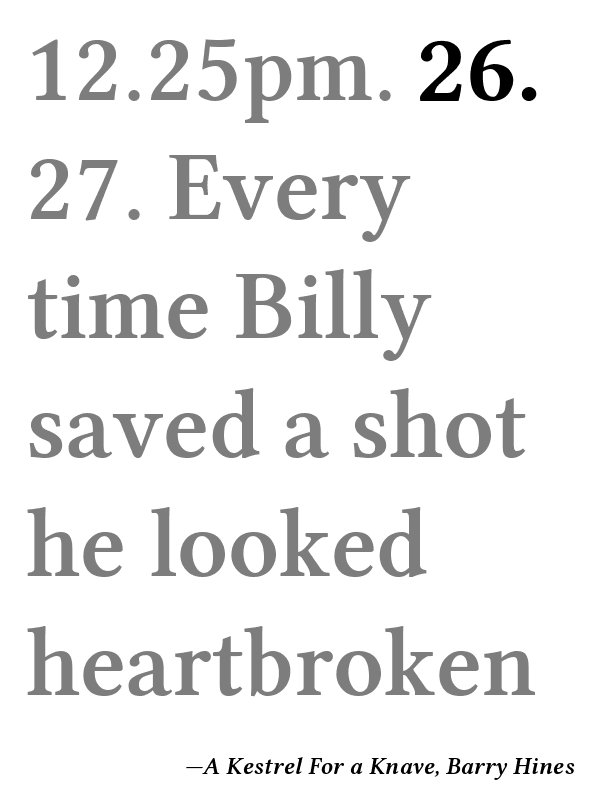 12.25pm. 26.
27. Every
time Billy
saved a shot
he looked
heartbroken
—A Kestrel For a Knave, Barry Hines